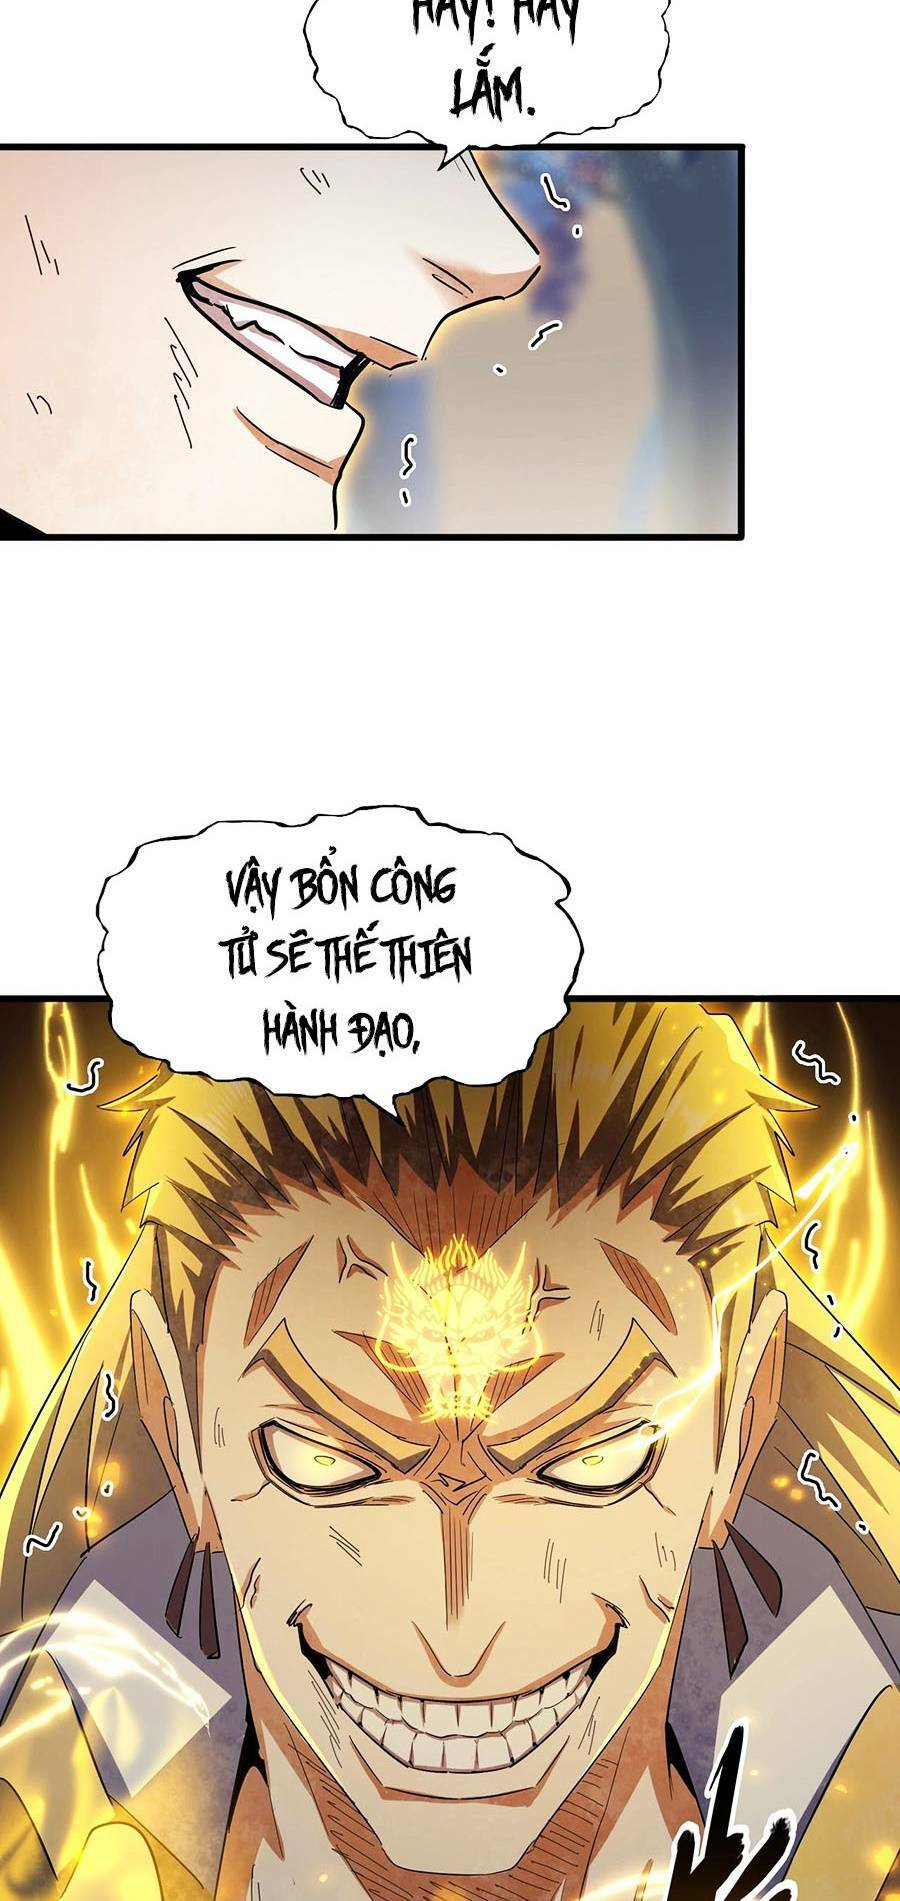 HAY! HAY
LẮM.
VẬY BỔN CÔNG
TỬ SẼ THẾ THIÊN
HÀNH ĐẠO,